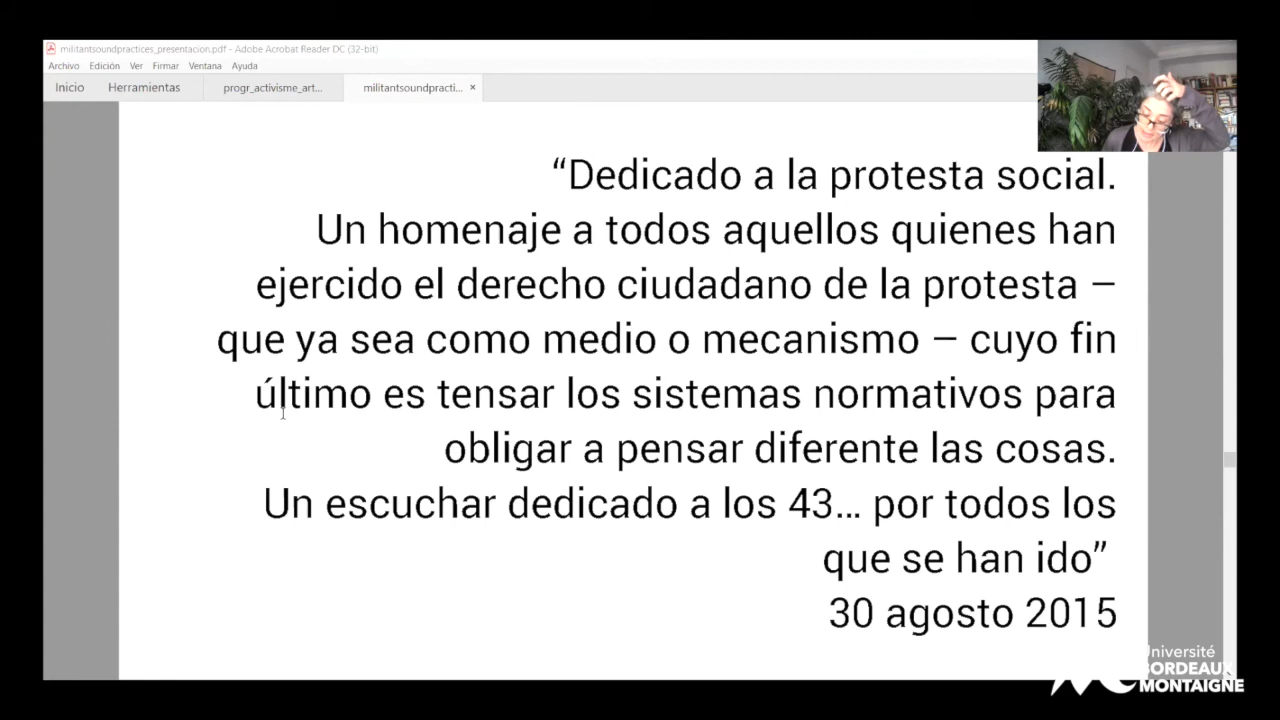 militantsoundpractices_presentacion.pdf - Adobe Acrobat Reader DC (32-bit)
Archivo Edición Ver Firmar Ventana Ayuda
Inicio Herramientas progr_activisme_art... militantsoundpracti... ×
“Dedicado a la protesta social.
Un homenaje a todos aquellos quienes han
ejercido el derecho ciudadano de la protesta –
que ya sea como medio o mecanismo – cuyo fin
último es tensar los sistemas normativos para
obligar a pensar diferente las cosas.
Un escuchar dedicado a los 43... por todos los
que se han ido”
30 agosto 2015
Université
BORDEAUX
MONTAIGNE